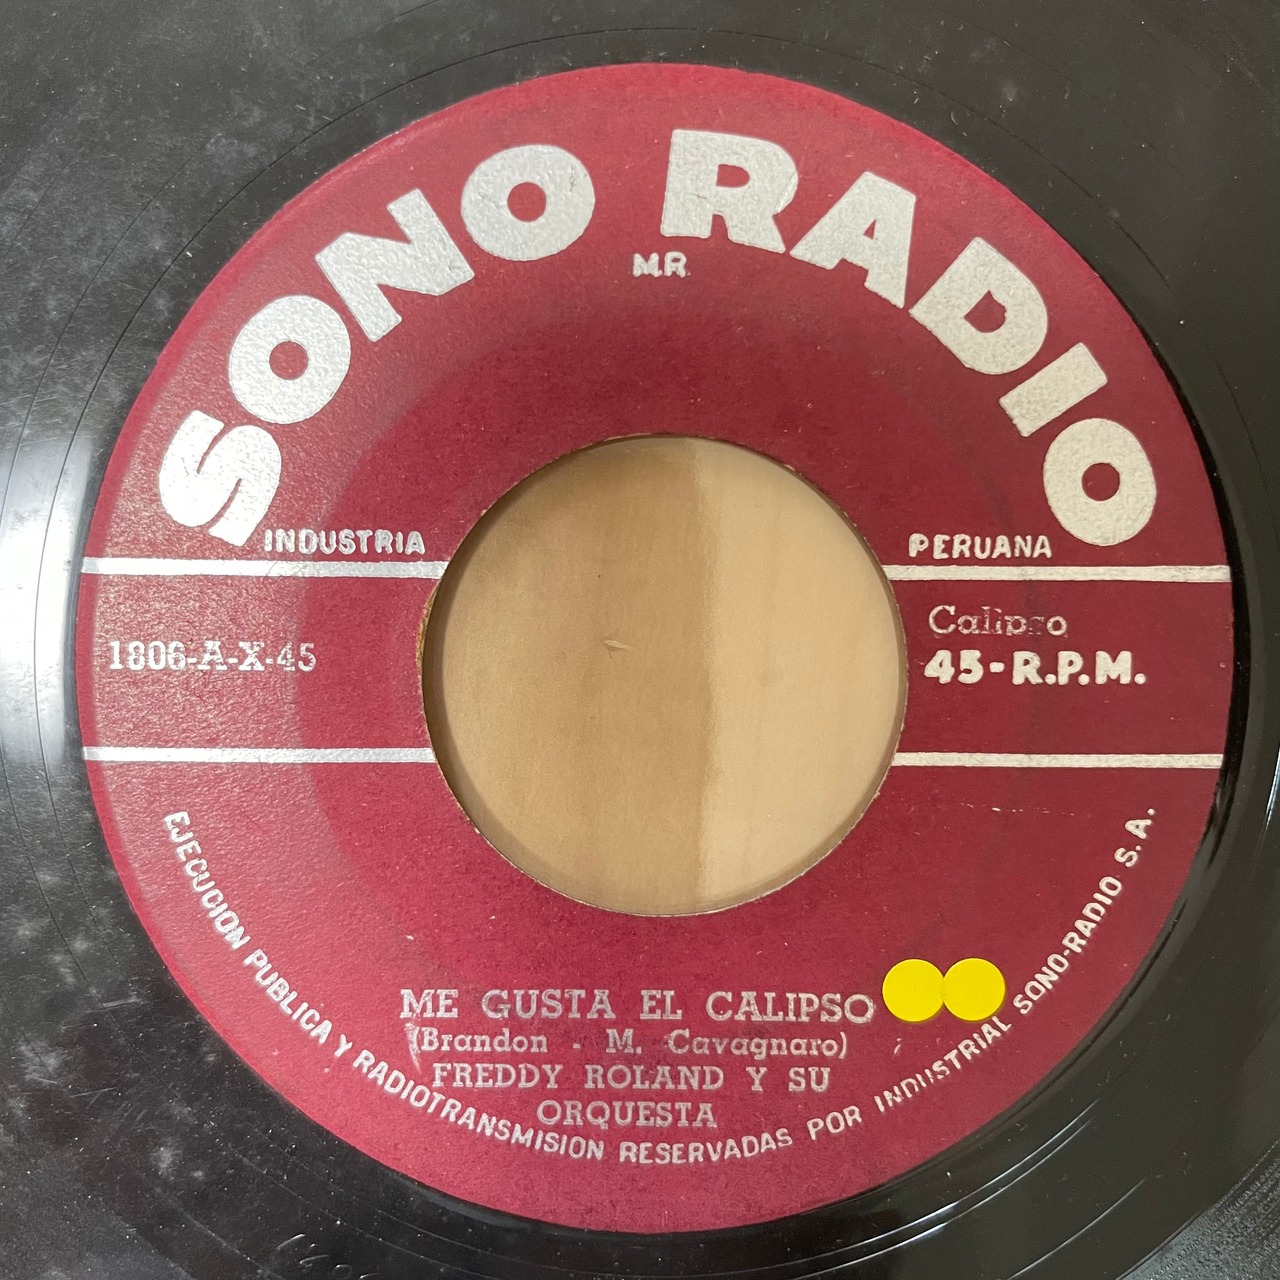 SONO RADIO
M.R.
INDUSTRIA PERUANA
1806-A-X-45
Calipso
45-R.P.M.
ME GUSTA EL CALIPSO
(Brandon - M. Cavagnaro)
FREDDY ROLAND Y SU
ORQUESTA
EJECUCION PUBLICA Y RADIOTRANSMISION RESERVADAS POR INDUSTRIAL SONO-RADIO S. A.